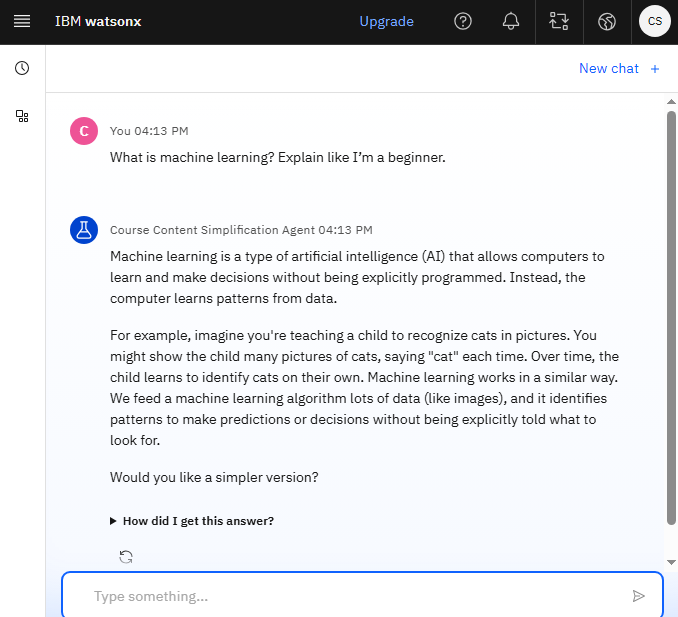 IBM watsonx
Upgrade
CS
New chat +
C
You 04:13 PM
What is machine learning? Explain like I’m a beginner.
Course Content Simplification Agent 04:13 PM
Machine learning is a type of artificial intelligence (AI) that allows computers to
learn and make decisions without being explicitly programmed. Instead, the
computer learns patterns from data.
For example, imagine you're teaching a child to recognize cats in pictures. You
might show the child many pictures of cats, saying "cat" each time. Over time, the
child learns to identify cats on their own. Machine learning works in a similar way.
We feed a machine learning algorithm lots of data (like images), and it identifies
patterns to make predictions or decisions without being explicitly told what to
look for.
Would you like a simpler version?
How did I get this answer?
Type something...